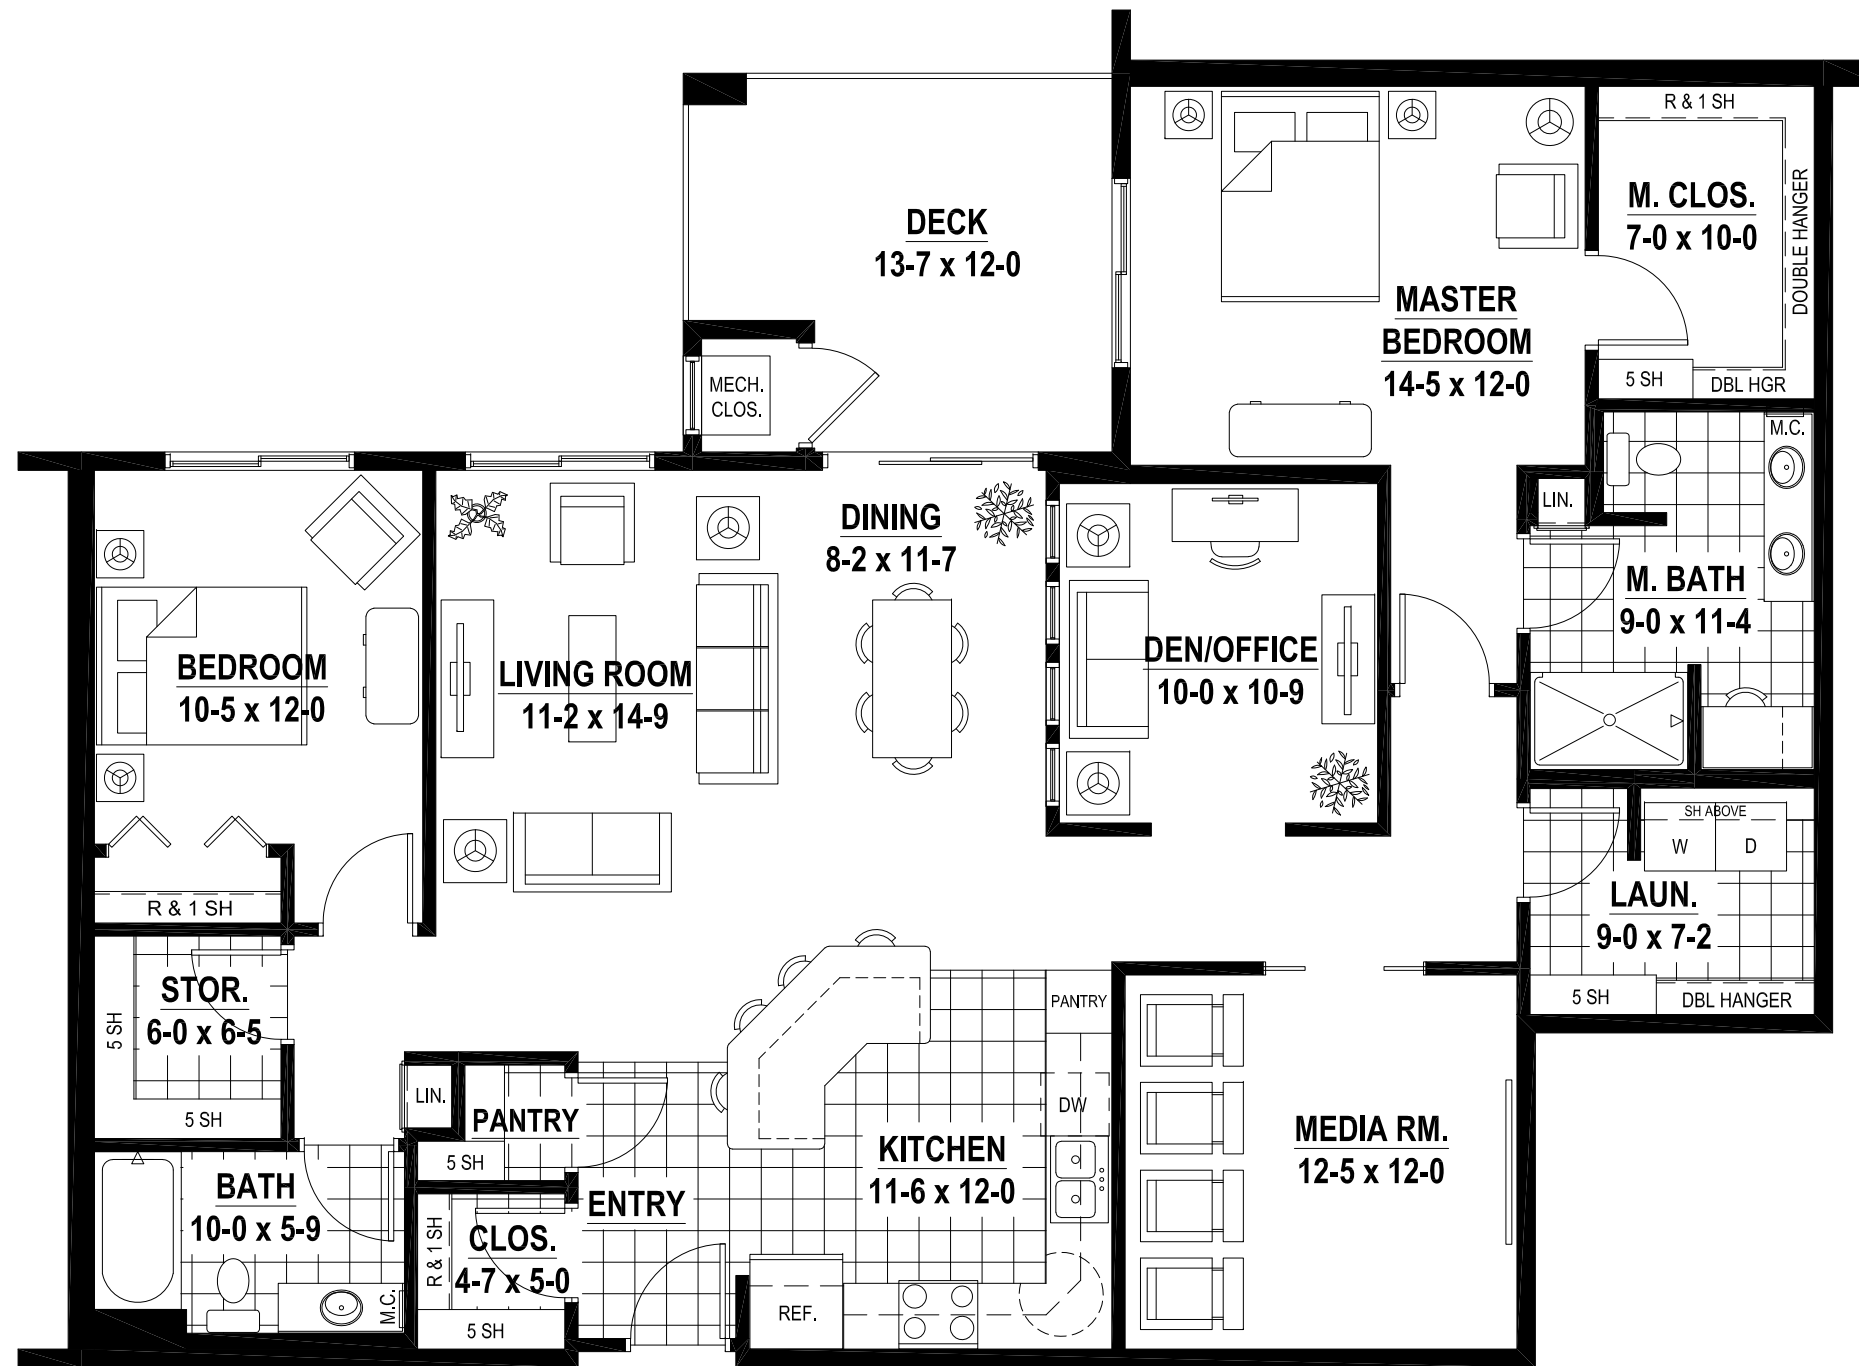 R & 1 SH
M. CLOS.
7-0 x 10-0
DOUBLE HANGER
5 SH
DBL HGR
DECK
13-7 x 12-0
MASTER
BEDROOM
14-5 x 12-0
MECH.
CLOS.
M.C.
LIN.
M. BATH
9-0 x 11-4
DINING
8-2 x 11-7
BEDROOM
10-5 x 12-0
LIVING ROOM
11-2 x 14-9
DEN/OFFICE
10-0 x 10-9
SH ABOVE
W
D
LAUN.
9-0 x 7-2
5 SH
DBL HANGER
R & 1 SH
STOR.
6-0 x 6-5
5 SH
5 SH
LIN.
PANTRY
5 SH
PANTRY
DW
KITCHEN
11-6 x 12-0
MEDIA RM.
12-5 x 12-0
BATH
10-0 x 5-9
M.C.
ENTRY
CLOS.
4-7 x 5-0
R & 1 SH
5 SH
REF.